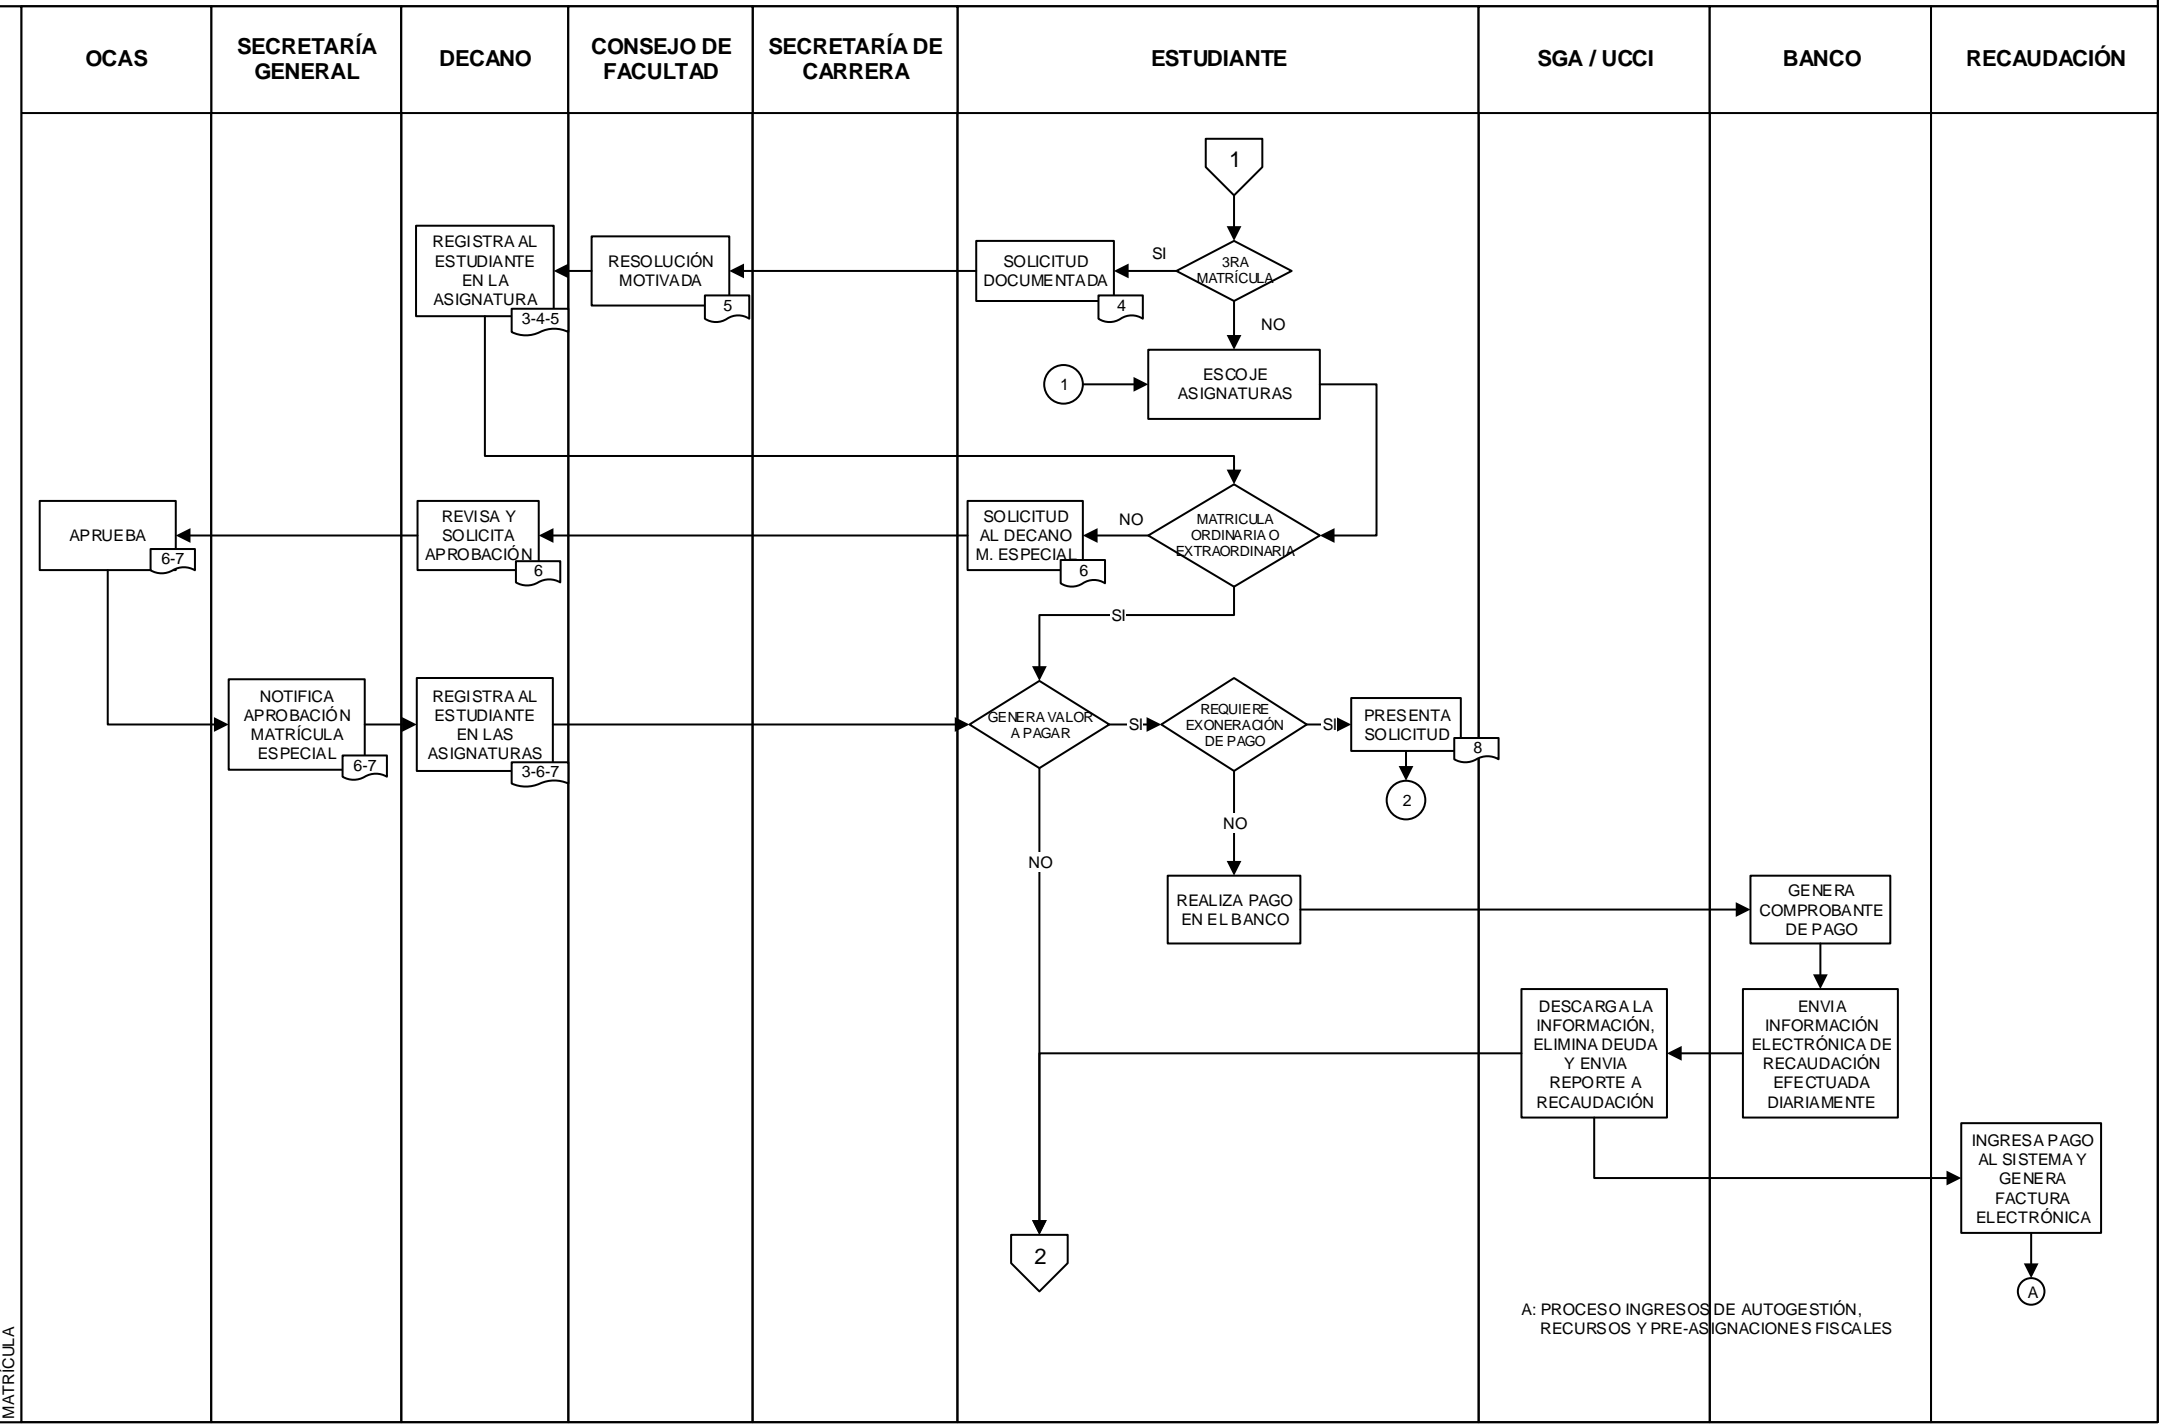 OCAS
SECRETARÍA
GENERAL
DECANO
CONSEJO DE
FACULTAD
SECRETARÍA DE
CARRERA
ESTUDIANTE
SGA / UCCI
BANCO
RECAUDACIÓN
1
REGISTRA AL
ESTUDIANTE
EN LA
ASIGNATURA
3-4-5
RESOLUCIÓN
MOTIVADA
5
SOLICITUD
DOCUMENTADA
4
SI
3RA
MATRÍCULA
NO
1
ESCOJE
ASIGNATURAS
APRUEBA
6-7
REVISA Y
SOLICITA
APROBACIÓN
6
SOLICITUD
AL DECANO
M. ESPECIAL
6
NO
MATRICULA
ORDINARIA O
EXTRAORDINARIA
SI
NOTIFICA
APROBACIÓN
MATRÍCULA
ESPECIAL
6-7
REGISTRA AL
ESTUDIANTE
EN LAS
ASIGNATURAS
3-6-7
GENERA VALOR
A PAGAR
SI
REQUIERE
EXONERACIÓN
DE PAGO
SI
PRESENTA
SOLICITUD
8
2
NO
NO
REALIZA PAGO
EN EL BANCO
GENERA
COMPROBANTE
DE PAGO
DESCARGA LA
INFORMACIÓN,
ELIMINA DEUDA
Y ENVIA
REPORTE A
RECAUDACIÓN
ENVIA
INFORMACIÓN
ELECTRÓNICA DE
RECAUDACIÓN
EFECTUADA
DIARIAMENTE
INGRESA PAGO
AL SISTEMA Y
GENERA
FACTURA
ELECTRÓNICA
2
A
A: PROCESO INGRESOS DE AUTOGESTIÓN,
RECURSOS Y PRE-ASIGNACIONES FISCALES
MATRÍCULA